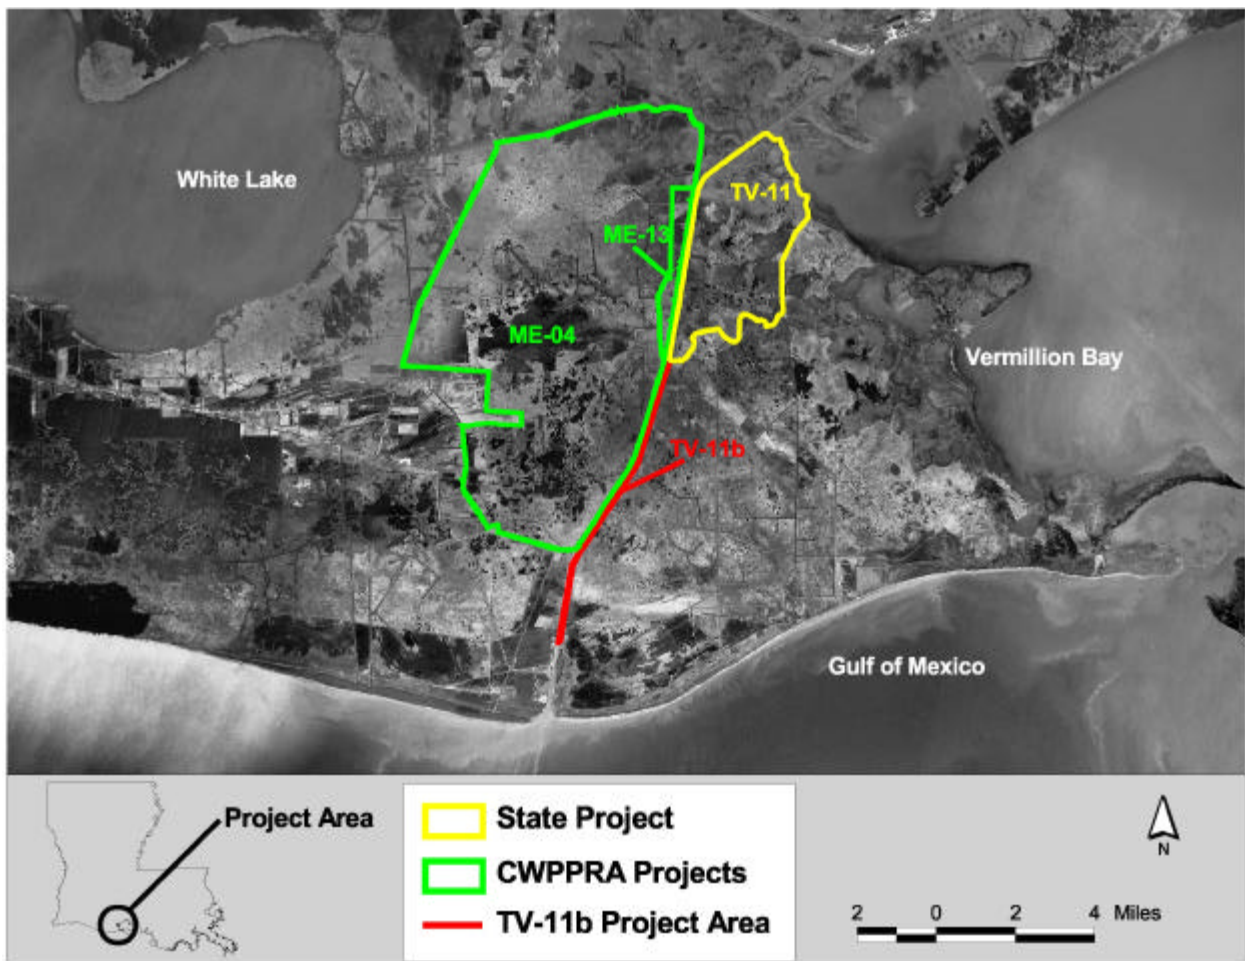 White Lake
TV-11
ME-13
ME-04
Vermillion Bay
TV-11b
Gulf of Mexico
Project Area
State Project
CWPPRA Projects
TV-11b Project Area
N
2 0 2 4 Miles